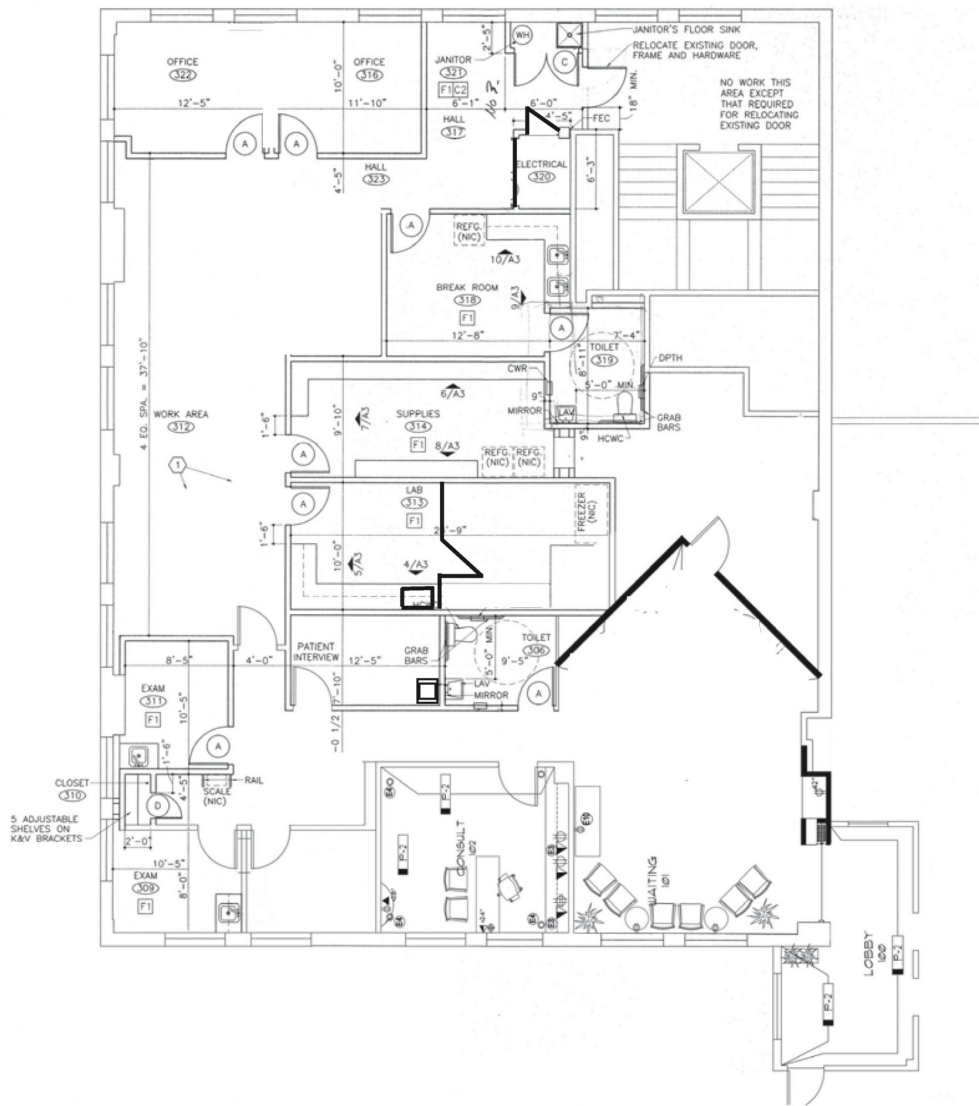 JANITOR'S FLOOR SINK
RELOCATE EXISTING DOOR,
FRAME AND HARDWARE
2'-5"
WH
C
JANITOR
321
F1 C2
6'-1"
6'-0"
4'-5"
18" MIN.
FEC
NO WORK THIS
AREA EXCEPT
THAT REQUIRED
FOR RELOCATING
EXISTING DOOR
OFFICE
322
12'-5"
10'-0"
OFFICE
316
11'-10"
HALL
317
A
A
HALL
323
4'-5"
ELECTRICAL
320
6'-3"
A
REFG.
(NIC)
10/A3
9/A3
BREAK ROOM
318
F1
12'-8"
A
TOILET
319
7'-4"
8'-11"
5'-0" MIN.
DPTH
CWR
9"
MIRROR
LAV
HCWC
9"
GRAB
BARS
4 EQ. SPA. = 37'-10"
WORK AREA
312
1
6/A3
7/A3
SUPPLIES
314
F1
8/A3
9'-10"
1'-6"
A
REFG.
(NIC)
REFG.
(NIC)
LAB
313
F1
A
1'-6"
10'-0"
5/A3
4/A3
FREEZER
(NIC)
PATIENT
INTERVIEW
12'-5"
7'-10"
GRAB
BARS
5'-0" MIN.
TOILET
306
9'-5"
LAV
MIRROR
A
8'-5"
4'-0"
EXAM
311
F1
10'-5"
A
1'-6"
4'-5"
CLOSET
310
RAIL
SCALE
(NIC)
D
5 ADJUSTABLE
SHELVES ON
K&V BRACKETS
2'-0"
10'-5"
EXAM
309
F1
8'-0"
E4
P-2
P-2
CONSULT
102
E3
E10
E4
E4
E3
WAITING
101
LOBBY
100
P-2
P-2